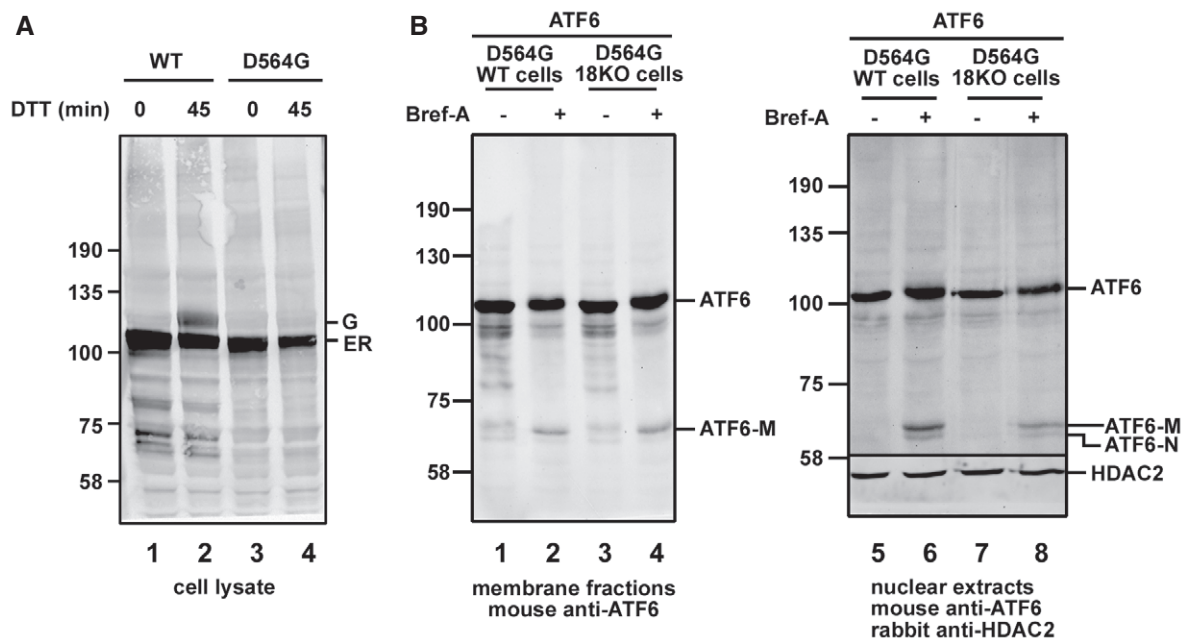 A
WT D564G
DTT (min) 0 45 0 45
190
135
100
75
58
G
ER
1 2 3 4
cell lysate
B
ATF6
D564G D564G
WT cells 18KO cells
Bref-A - + - +
190
130
100
75
58
ATF6
ATF6-M
1 2 3 4
membrane fractions
mouse anti-ATF6
ATF6
D564G D564G
WT cells 18KO cells
Bref-A - + - +
190
135
100
75
58
ATF6
ATF6-M
ATF6-N
HDAC2
5 6 7 8
nuclear extracts
mouse anti-ATF6
rabbit anti-HDAC2